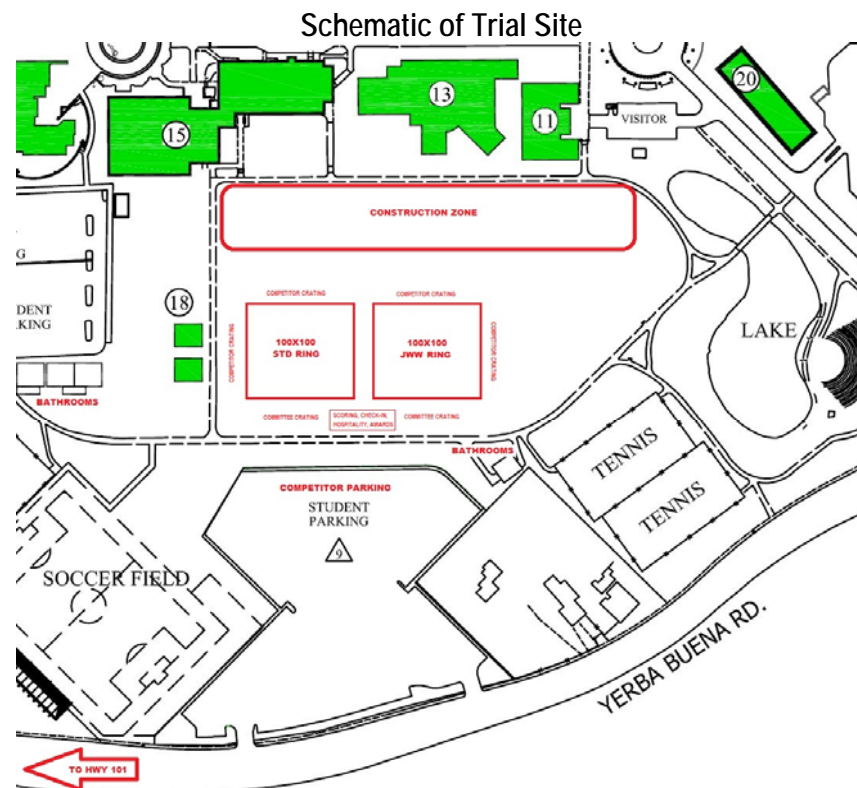 Schematic of Trial Site
20
13
15
11
VISITOR
CONSTRUCTION ZONE
18
COMPETITOR CRATING
COMPETITOR CRATING
LAKE
COMPETITOR CRATING
100X100
STD RING
100X100
JWW RING
COMPETITOR CRATING
BATHROOMS
COMMITTEE CRATING
SCORING, CHECK-IN,
HOSPITALITY, AWARDS
COMMITTEE CRATING
BATHROOMS
TENNIS
TENNIS
COMPETITOR PARKING
STUDENT
PARKING
9
SOCCER FIELD
YERBA BUENA RD.
TO HWY 101